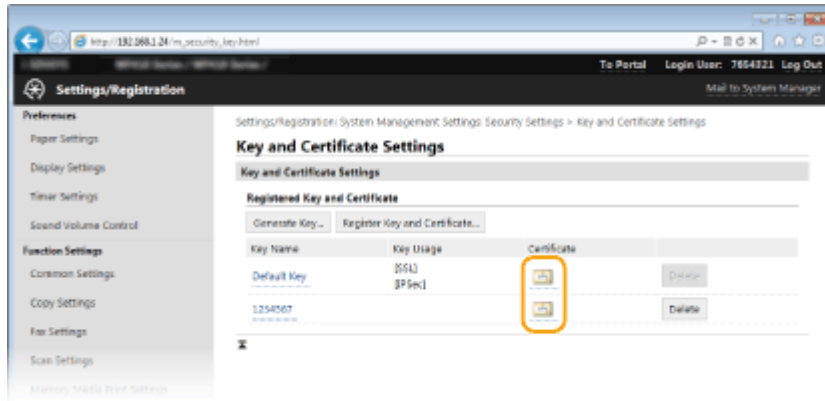 http://192.168.1.24/m_security_key.html
To Portal Login User: 7654321 Log Out
Settings/Registration
Mail to System Manager
Preferences
Paper Settings
Display Settings
Timer Settings
Sound Volume Control
Function Settings
Common Settings
Copy Settings
Fax Settings
Scan Settings
Memory Media Print Settings
Settings/Registration: System Management Settings: Security Settings > Key and Certificate Settings
Key and Certificate Settings
Key and Certificate Settings
Registered Key and Certificate
Generate Key... Register Key and Certificate...
Key Name Key Usage Certificate
Default Key [SSL] Delete
[IPSec]
1234567 Delete